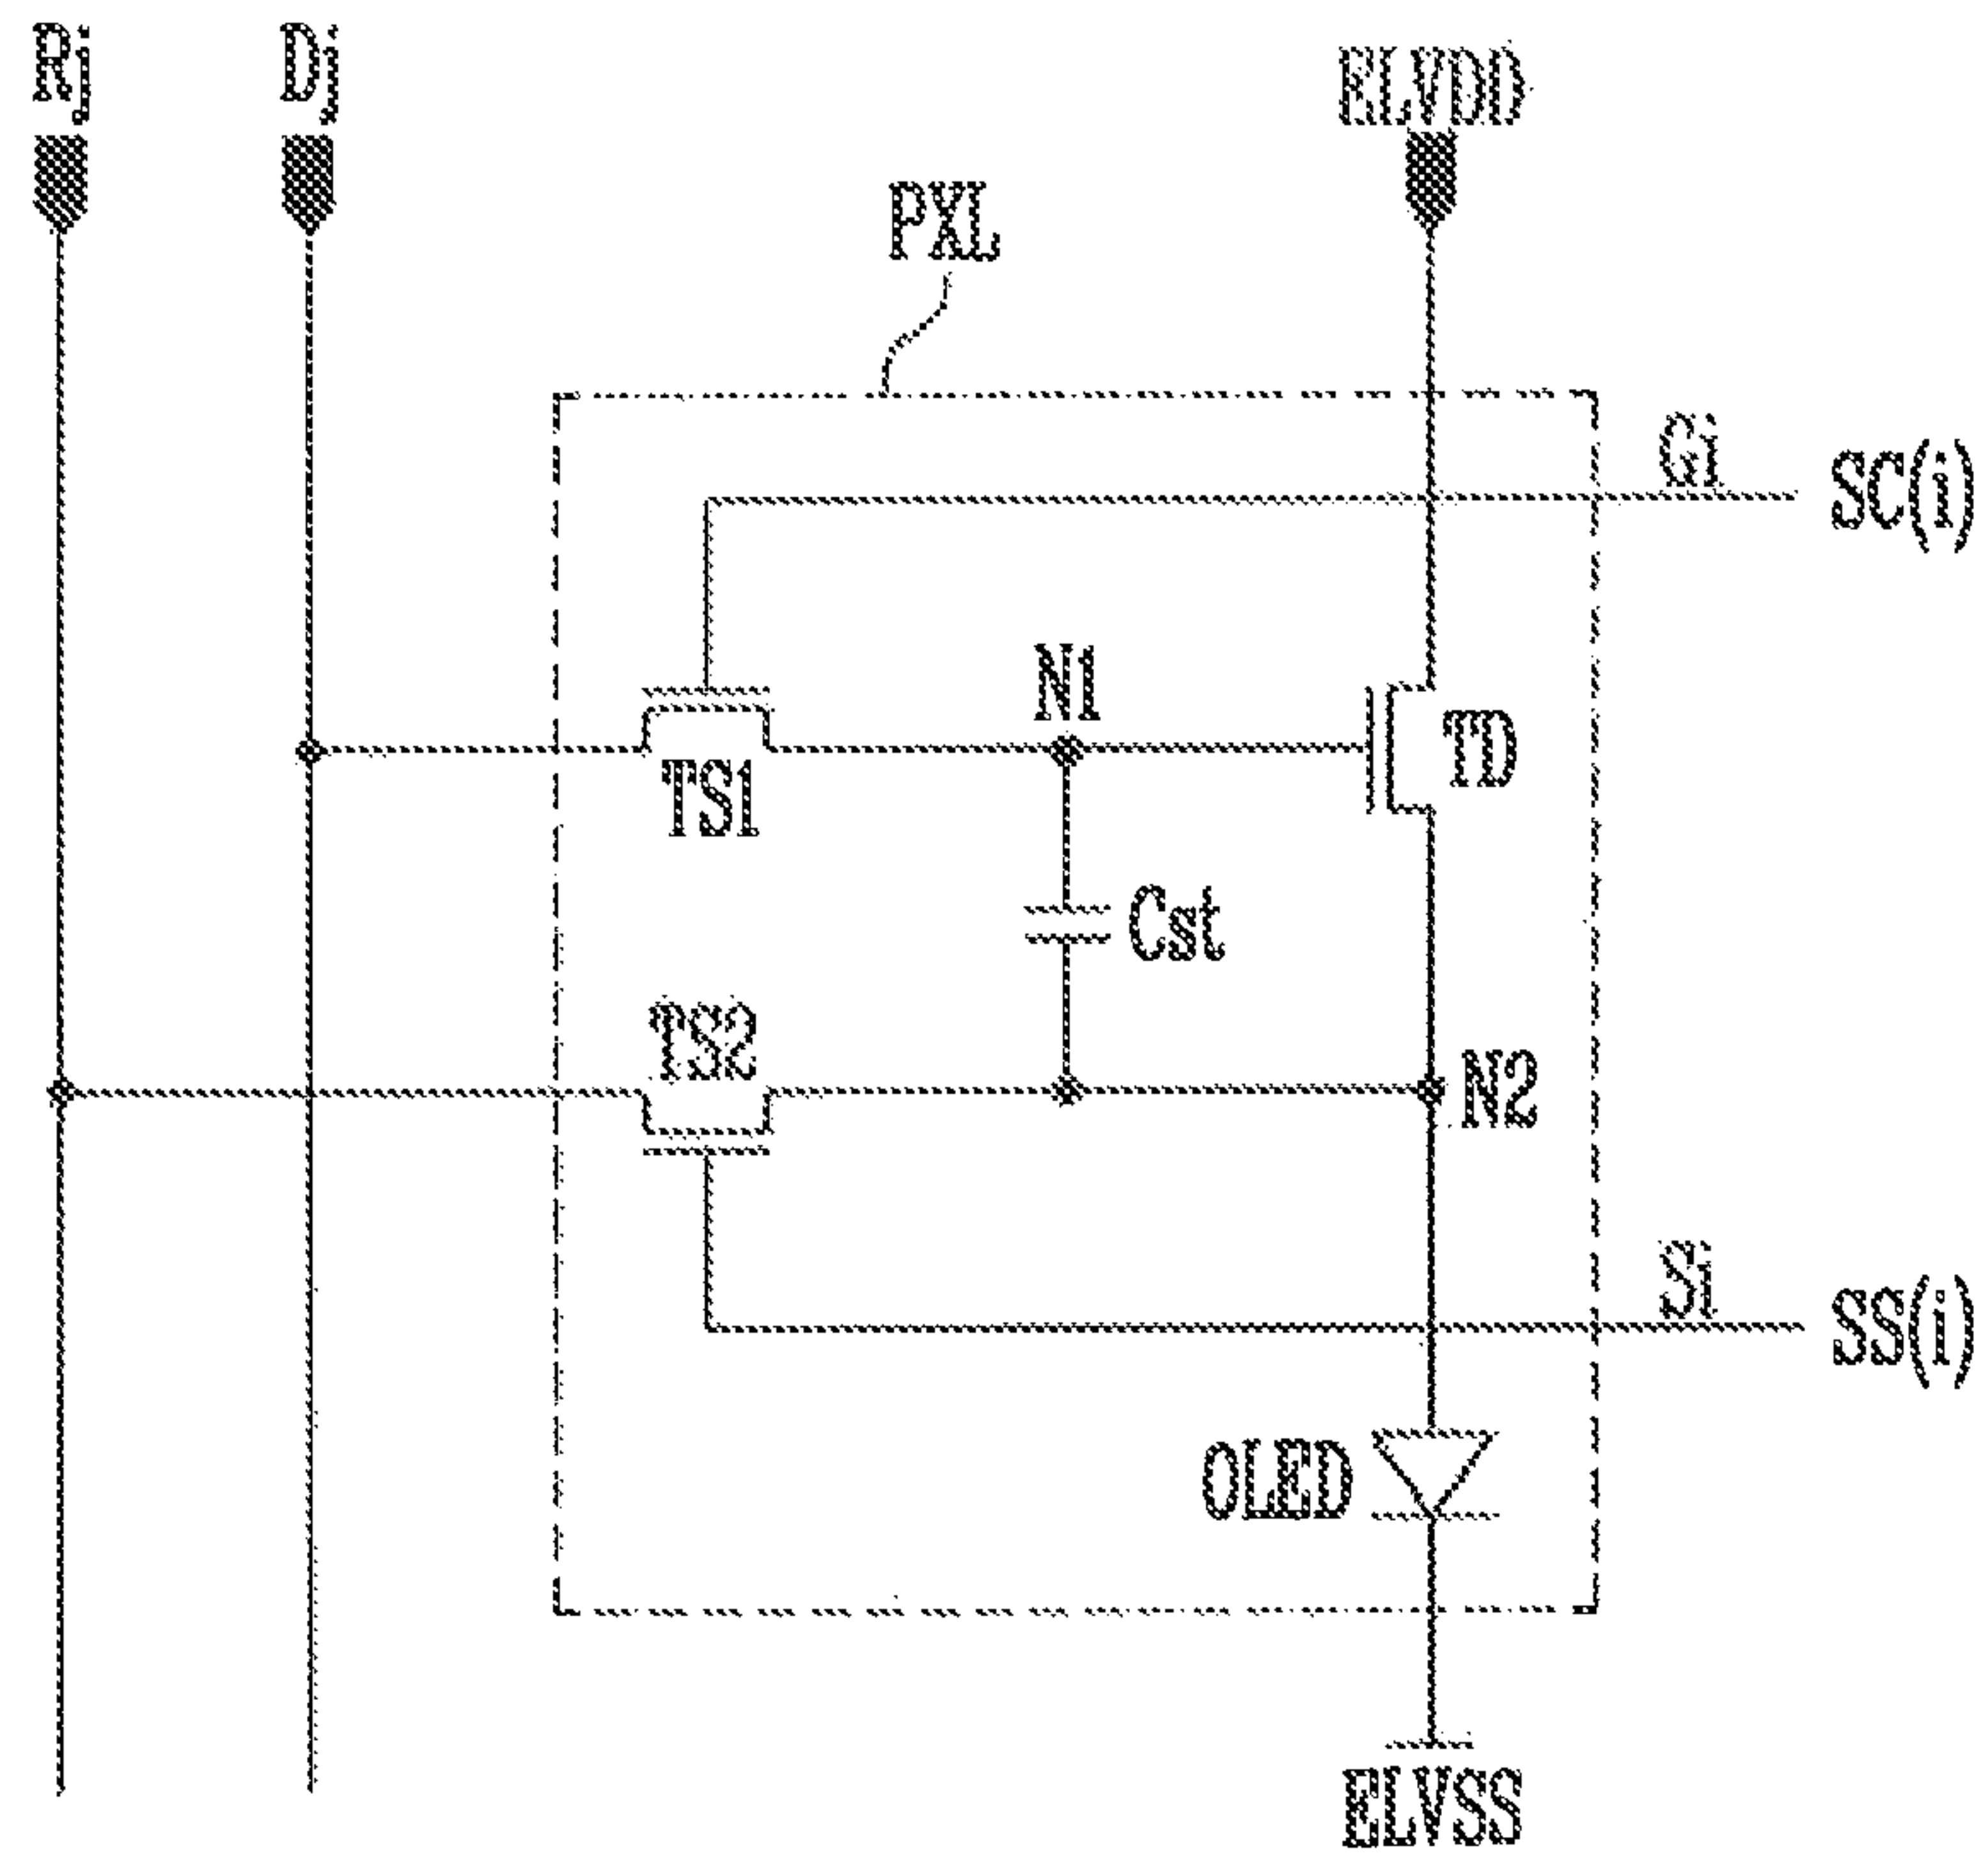 Rj
Dj
ELVDD
PXL
Gi
SC(i)
N1
TD
TS1
Cst
TS2
N2
Si
SS(i)
OLED
ELVSS